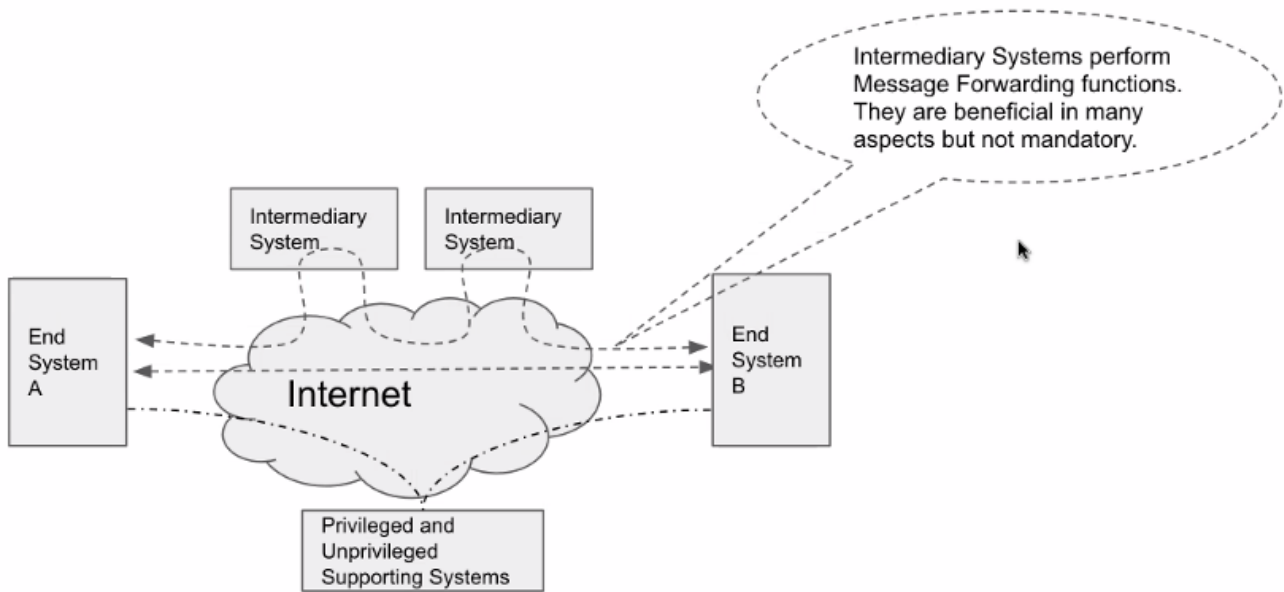 Intermediary Systems perform
Message Forwarding functions.
They are beneficial in many
aspects but not mandatory.
Intermediary
System
Intermediary
System
End
System
A
Internet
End
System
B
Privileged and
Unprivileged
Supporting Systems